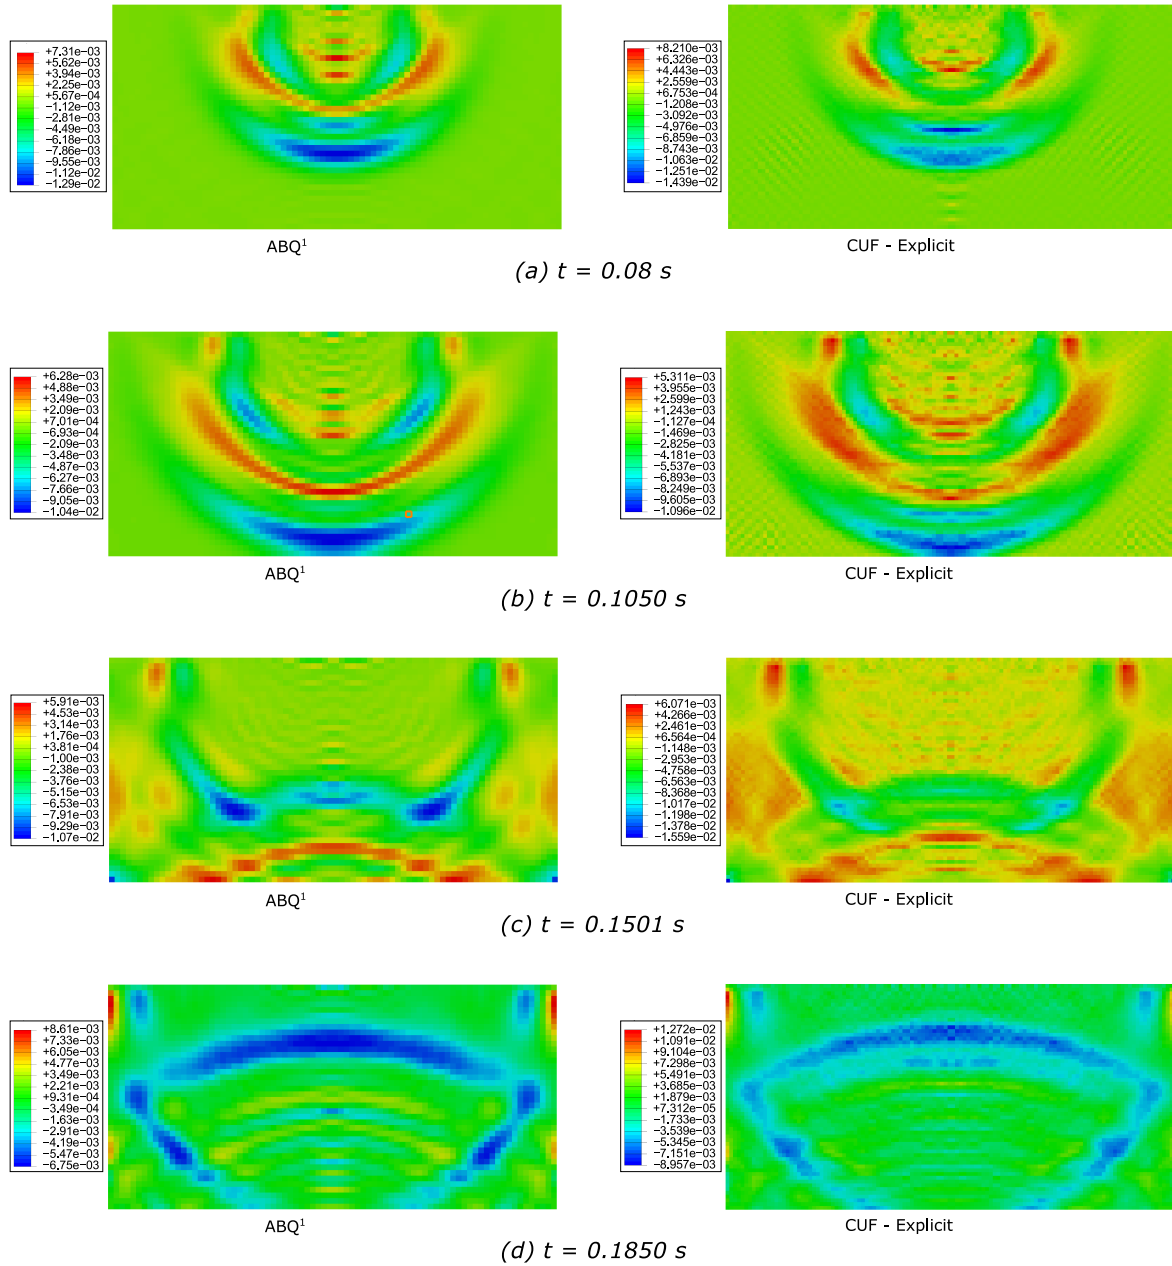 +7.31e−03
+5.62e−03
+3.94e−03
+2.25e−03
+5.67e−04
−1.12e−03
−2.81e−03
−4.49e−03
−6.18e−03
−7.86e−03
−9.55e−03
−1.12e−02
−1.29e−02
+8.210e−03
+6.326e−03
+4.443e−03
+2.559e−03
+6.753e−04
−1.208e−03
−3.092e−03
−4.976e−03
−6.859e−03
−8.743e−03
−1.063e−02
−1.251e−02
−1.439e−02
ABQ¹
CUF - Explicit
(a) t = 0.08 s
+6.28e−03
+4.88e−03
+3.49e−03
+2.09e−03
+7.01e−04
−6.93e−04
−2.09e−03
−3.48e−03
−4.87e−03
−6.27e−03
−7.66e−03
−9.05e−03
−1.04e−02
+5.311e−03
+3.955e−03
+2.599e−03
+1.243e−03
−1.127e−04
−1.469e−03
−2.825e−03
−4.181e−03
−5.537e−03
−6.893e−03
−8.249e−03
−9.605e−03
−1.096e−02
ABQ¹
CUF - Explicit
(b) t = 0.1050 s
+5.91e−03
+4.53e−03
+3.14e−03
+1.76e−03
+3.81e−04
−1.00e−03
−2.38e−03
−3.76e−03
−5.15e−03
−6.53e−03
−7.91e−03
−9.29e−03
−1.07e−02
+6.071e−03
+4.266e−03
+2.461e−03
+6.564e−04
−1.148e−03
−2.953e−03
−4.758e−03
−6.563e−03
−8.368e−03
−1.017e−02
−1.198e−02
−1.378e−02
−1.559e−02
ABQ¹
CUF - Explicit
(c) t = 0.1501 s
+8.61e−03
+7.33e−03
+6.05e−03
+4.77e−03
+3.49e−03
+2.21e−03
+9.31e−04
−3.49e−04
−1.63e−03
−2.91e−03
−4.19e−03
−5.47e−03
−6.75e−03
+1.272e−02
+1.091e−02
+9.104e−03
+7.298e−03
+5.491e−03
+3.685e−03
+1.879e−03
+7.312e−05
−1.733e−03
−3.539e−03
−5.345e−03
−7.151e−03
−8.957e−03
ABQ¹
CUF - Explicit
(d) t = 0.1850 s